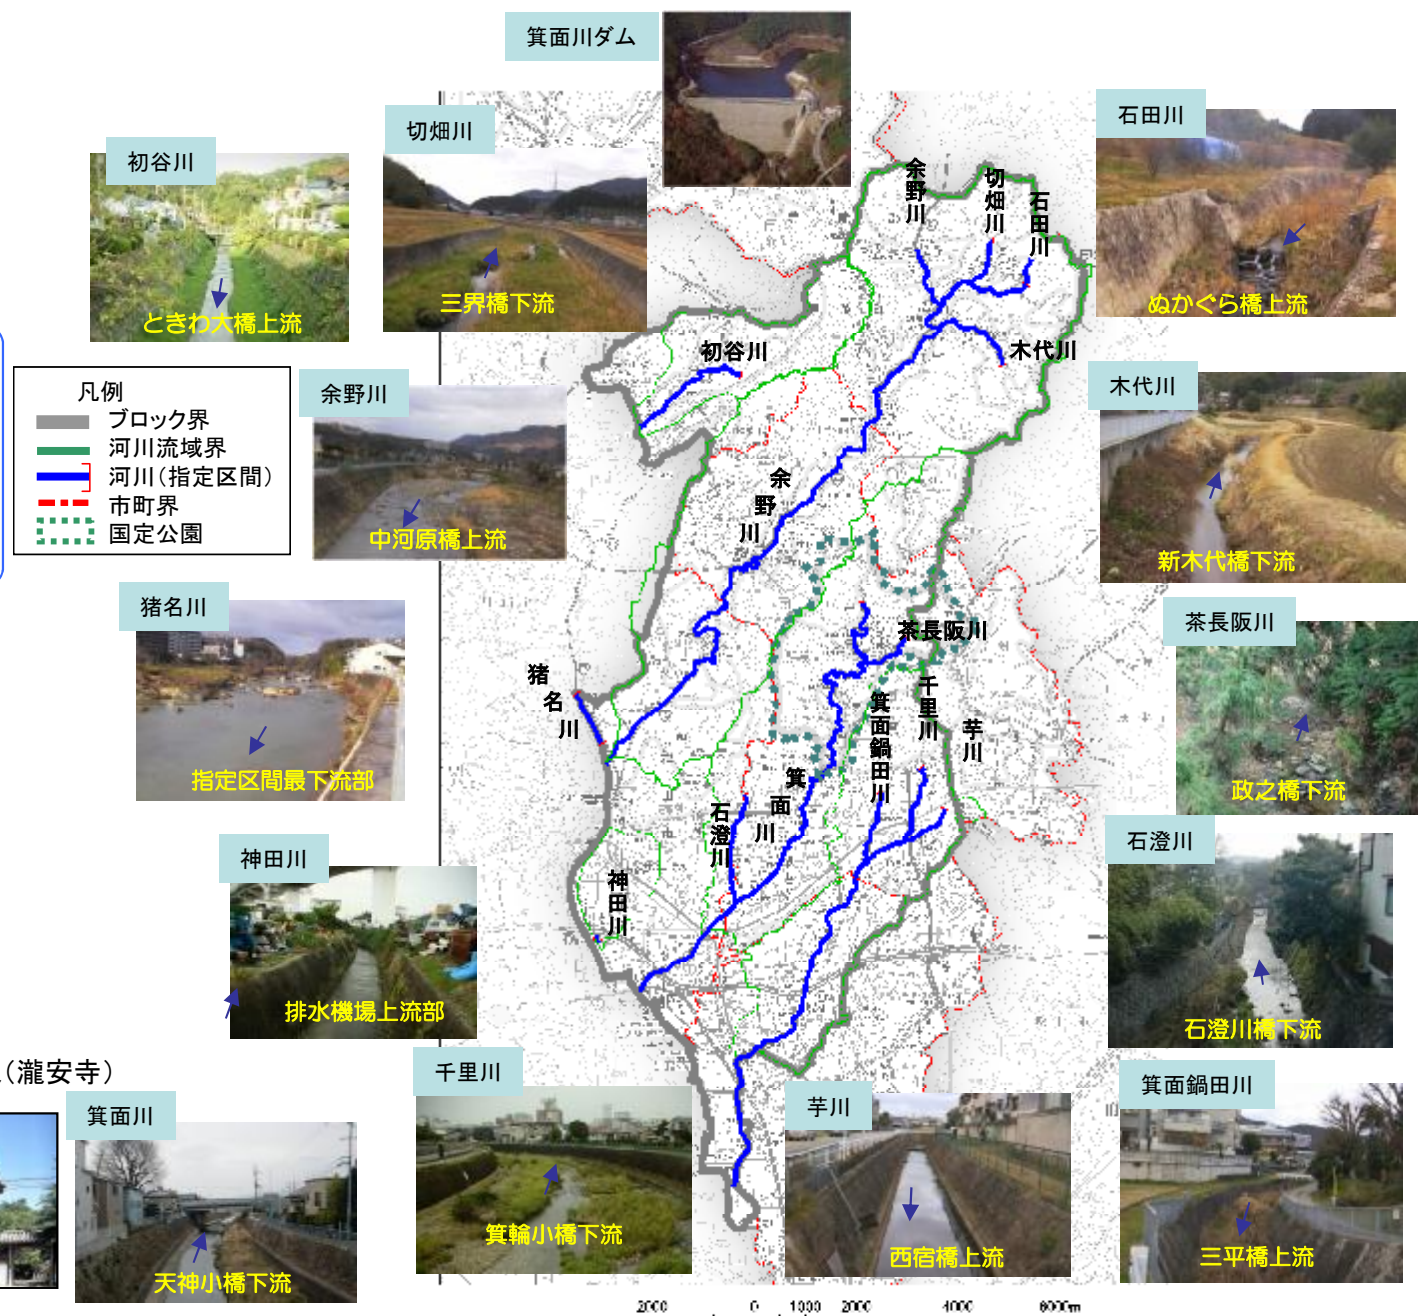 箕面川ダム
切畑川
三界橋下流
石田川
ぬかぐら橋上流
初谷川
ときわ大橋上流
余野川
切畑川
石田川
初谷川
木代川
凡例
ブロック界
河川流域界
河川(指定区間)
市町界
国定公園
余野川
中河原橋上流
木代川
新木代橋下流
余野川
猪名川
指定区間最下流部
茶長阪川
政之橋下流
茶長阪川
猪名川
千里川
箕面鍋田川
芋川
箕面川
石澄川
神田川
石澄川
石澄川橋下流
神田川
排水機場上流部
(瀧安寺)
箕面川
天神小橋下流
千里川
箕輪小橋下流
芋川
西宿橋上流
箕面鍋田川
三平橋上流
2000 0 1000 2000 4000 6000m